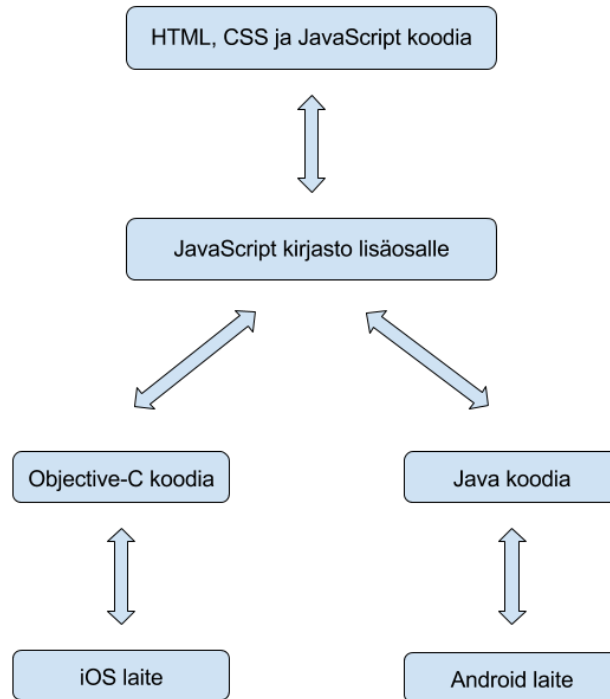 HTML, CSS ja JavaScript koodia
JavaScript kirjasto lisäosalle
Objective-C koodia
Java koodia
iOS laite
Android laite